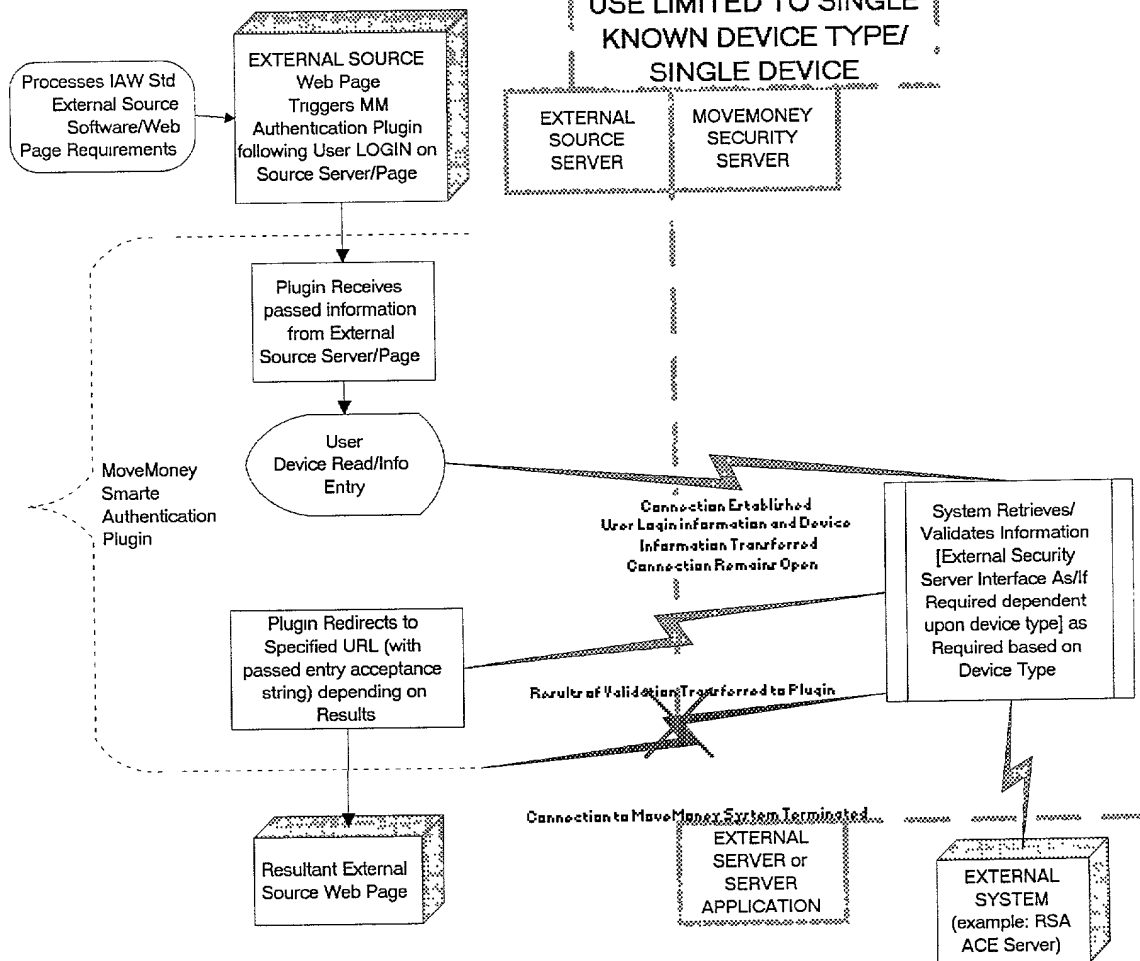 USE LIMITED TO SINGLE
KNOWN DEVICE TYPE/
SINGLE DEVICE
Processes IAW Std
External Source
Software/Web
Page Requirements
EXTERNAL SOURCE
Web Page
Triggers MM
Authentication Plugin
following User LOGIN on
Source Server/Page
EXTERNAL
SOURCE
SERVER
MOVEMONEY
SECURITY
SERVER
Plugin Receives
passed information
from External
Source Server/Page
User
Device Read/Info
Entry
MoveMoney
Smarte
Authentication
Plugin
Connection Established
User Login information and Device
Information Transferred
Connection Remains Open
System Retrieves/
Validates Information
[External Security
Server Interface As/If
Required dependent
upon device type] as
Required based on
Device Type
Plugin Redirects to
Specified URL (with
passed entry acceptance
string) depending on
Results
Results of Validation Transferred to Plugin
Connection to MoveMoney System Terminated
Resultant External
Source Web Page
EXTERNAL
SERVER or
SERVER
APPLICATION
EXTERNAL
SYSTEM
(example: RSA
ACE Server)